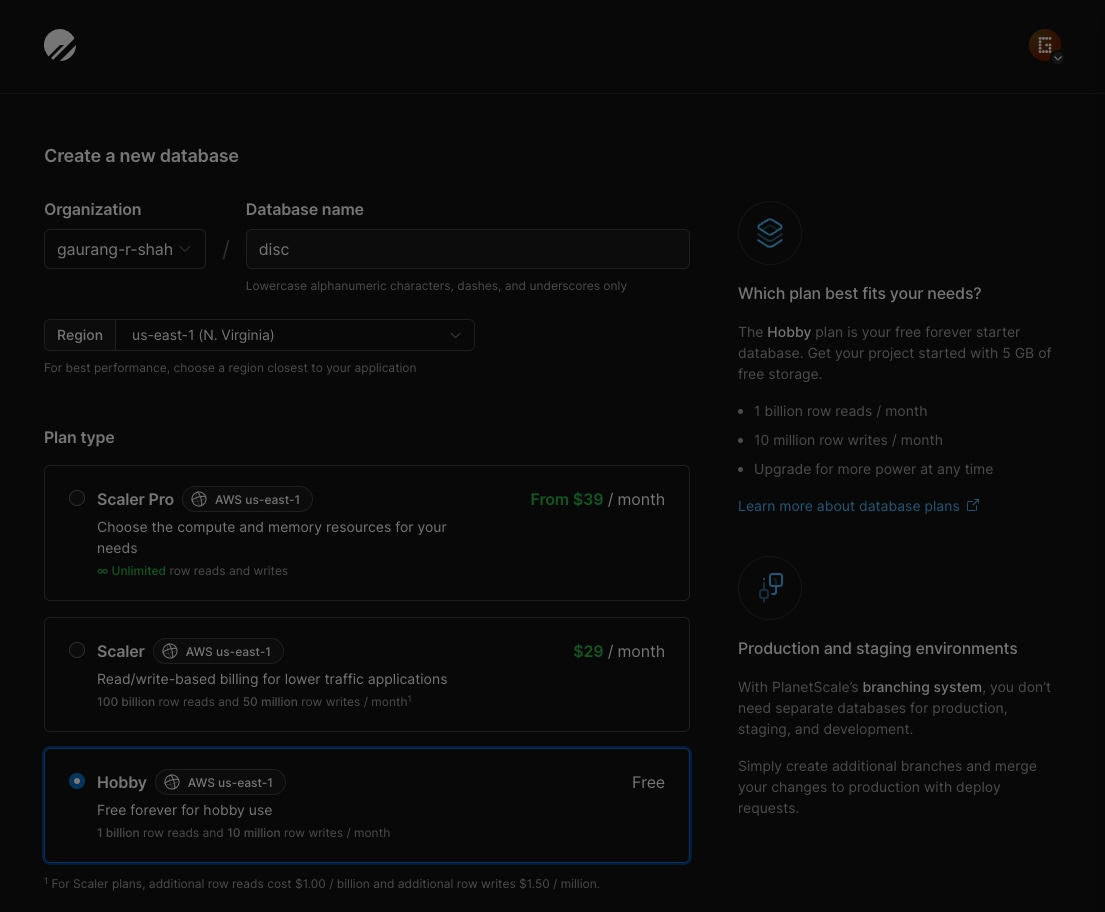 Create a new database
Organization
Database name
gaurang-r-shah
/
disc
Lowercase alphanumeric characters, dashes, and underscores only
Region
us-east-1 (N. Virginia)
For best performance, choose a region closest to your application
Plan type
Scaler Pro AWS us-east-1 From $39 / month
Choose the compute and memory resources for your
needs
∞ Unlimited row reads and writes
Scaler AWS us-east-1 $29 / month
Read/write-based billing for lower traffic applications
100 billion row reads and 50 million row writes / month¹
Hobby AWS us-east-1 Free
Free forever for hobby use
1 billion row reads and 10 million row writes / month
¹ For Scaler plans, additional row reads cost $1.00 / billion and additional row writes $1.50 / million.
G
Which plan best fits your needs?
The Hobby plan is your free forever starter
database. Get your project started with 5 GB of
free storage.
• 1 billion row reads / month
• 10 million row writes / month
• Upgrade for more power at any time
Learn more about database plans
Production and staging environments
With PlanetScale’s branching system, you don’t
need separate databases for production,
staging, and development.
Simply create additional branches and merge
your changes to production with deploy
requests.